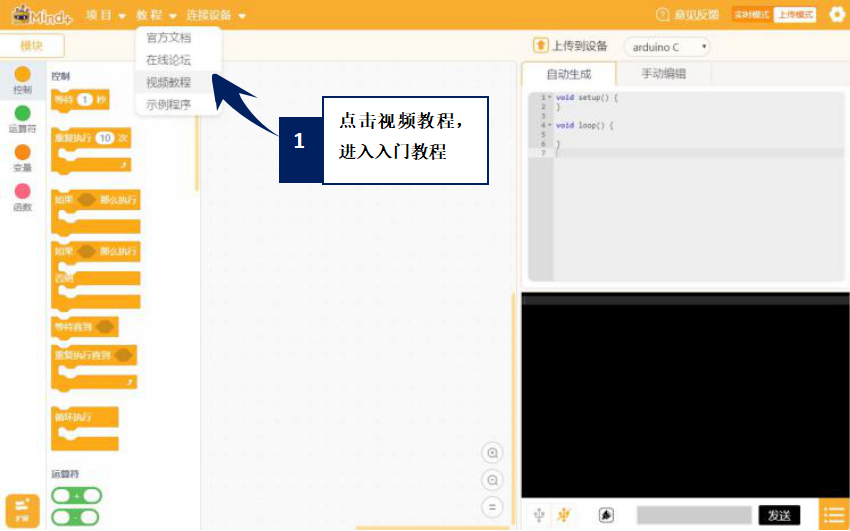 Mind+ 项目 教程 连接设备 意见反馈 实时模式 上传模式
模块
官方文档
在线论坛
视频教程
示例程序
上传到设备 arduino C
自动生成 手动编辑
控制
运算符
变量
函数
扩展
控制
等待 1 秒
重复执行 10 次
如果 那么执行
如果 那么执行
否则
等待直到
重复执行直到
循环执行
运算符
+
-
1
点击视频教程，
进入入门教程
1 void setup() {
2 }
3
4 void loop() {
5
6 }
7
发送